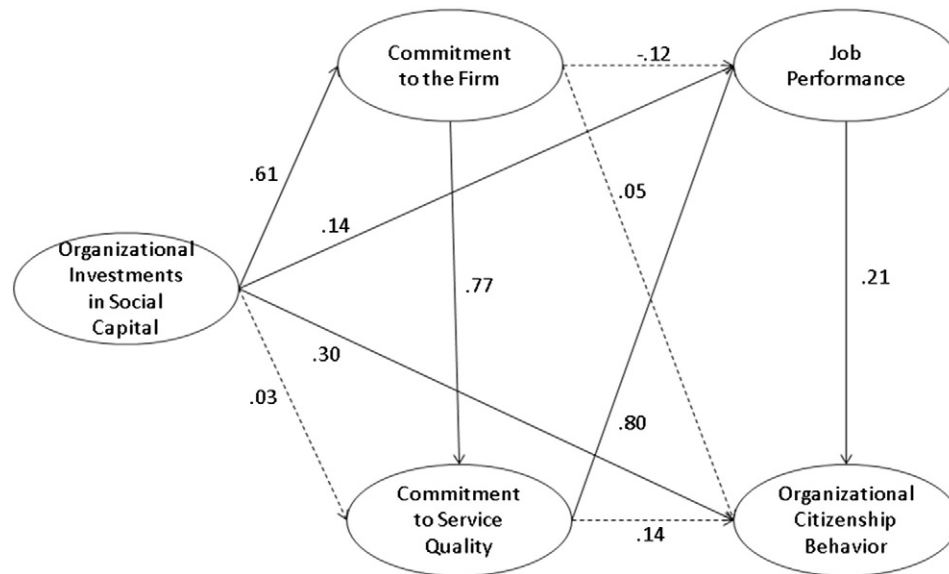 Commitment
to the Firm
-.12
Job
Performance
.61
.14
.05
Organizational
Investments
in Social
Capital
.77
.21
.03
.30
.80
Commitment
to Service
Quality
.14
Organizational
Citizenship
Behavior